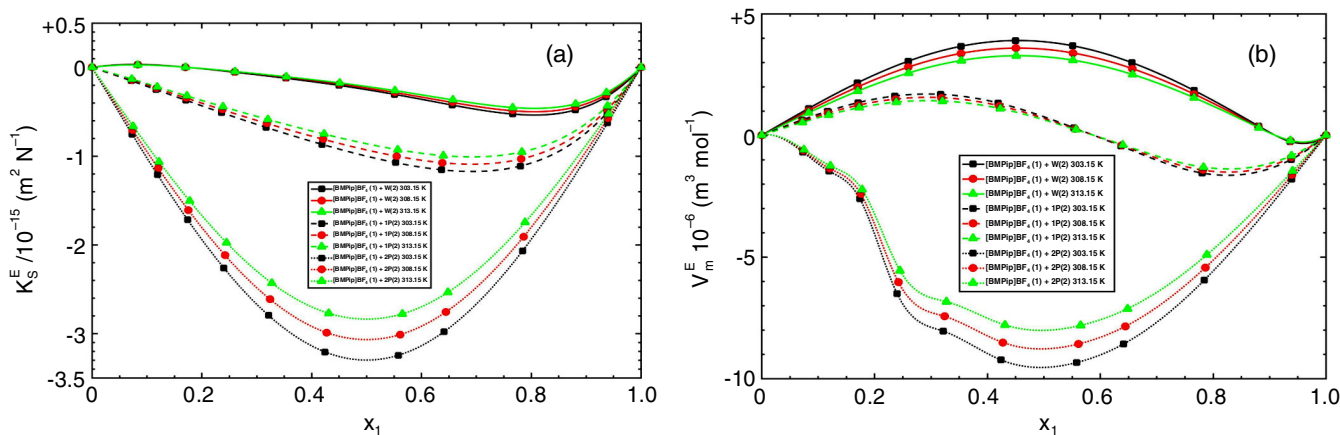 +0.5
0
-1
-2
-3
-3.5
K_S^E /10^−15 (m² N^−1)
(a)
[BMPip]BF₄ (1) + W(2) 303.15 K
[BMPip]BF₄ (1) + W(2) 308.15 K
[BMPip]BF₄ (1) + W(2) 313.15 K
[BMPip]BF₄ (1) + 1P(2) 303.15 K
[BMPip]BF₄ (1) + 1P(2) 308.15 K
[BMPip]BF₄ (1) + 1P(2) 313.15 K
[BMPip]BF₄ (1) + 2P(2) 303.15 K
[BMPip]BF₄ (1) + 2P(2) 308.15 K
[BMPip]BF₄ (1) + 2P(2) 313.15 K
0 0.2 0.4 0.6 0.8 1.0
x₁
+5
0
-5
-10
V_m^E 10^−6 (m³ mol^−1)
(b)
[BMPip]BF₄ (1) + W(2) 303.15 K
[BMPip]BF₄ (1) + W(2) 308.15 K
[BMPip]BF₄ (1) + W(2) 313.15 K
[BMPip]BF₄ (1) + 1P(2) 303.15 K
[BMPip]BF₄ (1) + 1P(2) 308.15 K
[BMPip]BF₄ (1) + 1P(2) 313.15 K
[BMPip]BF₄ (1) + 2P(2) 303.15 K
[BMPip]BF₄ (1) + 2P(2) 308.15 K
[BMPip]BF₄ (1) + 2P(2) 313.15 K
0 0.2 0.4 0.6 0.8 1.0
x₁